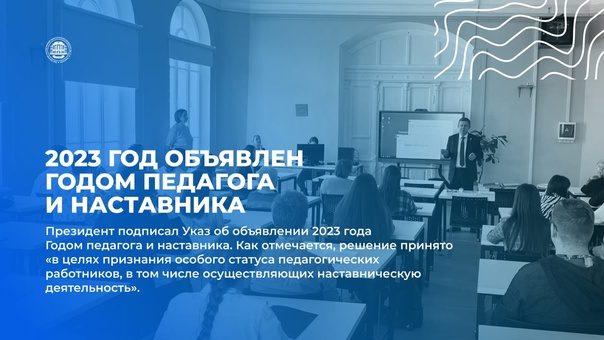 2023 ГОД ОБЪЯВЛЕН
ГОДОМ ПЕДАГОГА
И НАСТАВНИКА
Президент подписал Указ об объявлении 2023 года
Годом педагога и наставника. Как отмечается, решение принято
«в целях признания особого статуса педагогических
работников, в том числе осуществляющих наставническую
деятельность».